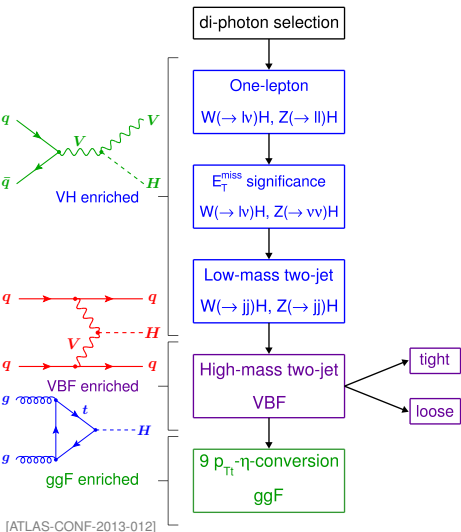 di-photon selection
One-lepton
W(→ lν)H, Z(→ ll)H
q
V
V
q̄
H
VH enriched
E_T^miss significance
W(→ lν)H, Z(→ νν)H
Low-mass two-jet
W(→ jj)H, Z(→ jj)H
q
q
H
V
q
q
VBF enriched
High-mass two-jet
VBF
tight
loose
g
t
H
g
ggF enriched
9 p_Tt-η-conversion
ggF
[ATLAS-CONF-2013-012]